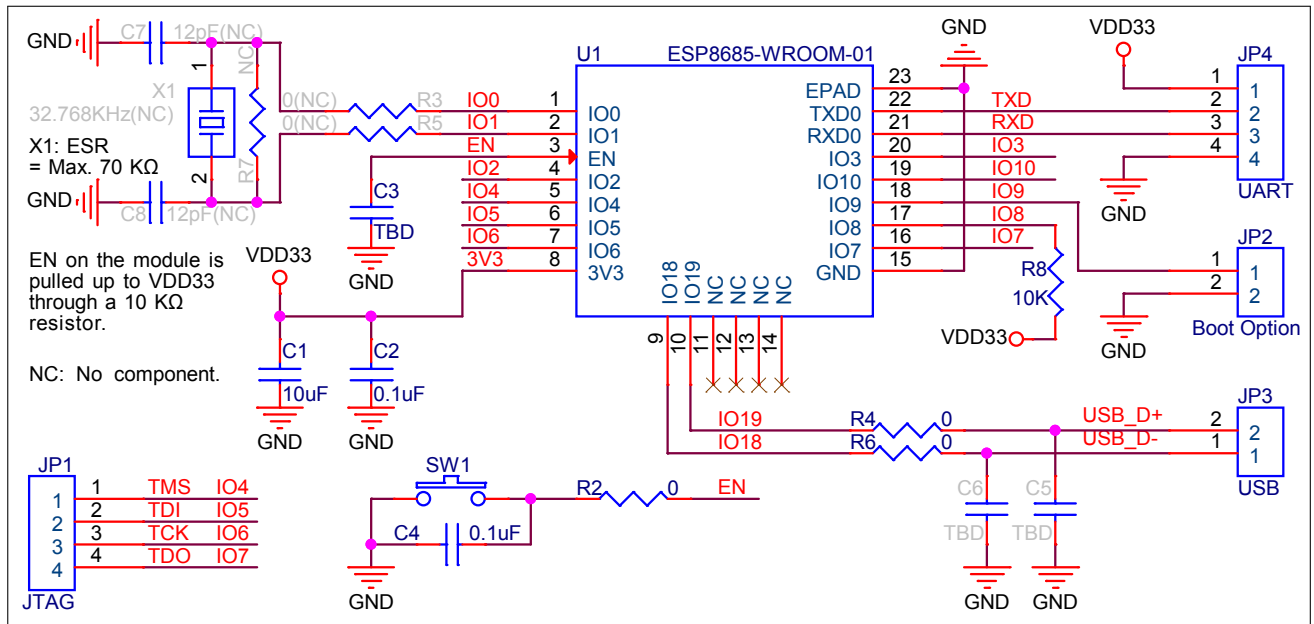 GND
C7
12pF(NC)
1
X1
32.768KHz(NC)
2
NC
R7
X1: ESR
= Max. 70 KΩ
GND
C8
12pF(NC)
0(NC)
R3
0(NC)
R5
IO0
IO1
EN
IO2
IO4
IO5
IO6
3V3
1
2
3
4
5
6
7
8
C3
TBD
GND
EN on the module is
pulled up to VDD33
through a 10 KΩ
resistor.
NC: No component.
VDD33
C1
10uF
GND
C2
0.1uF
GND
U1
ESP8685-WROOM-01
IO0
IO1
EN
IO2
IO4
IO5
IO6
3V3
EPAD
TXD0
RXD0
IO3
IO10
IO9
IO8
IO7
GND
IO18
IO19
NC
NC
NC
NC
9
10
11
12
13
14
23
22
21
20
19
18
17
16
15
GND
TXD
RXD
IO3
IO10
IO9
IO8
IO7
R8
10K
VDD33
VDD33
JP4
1
2
3
4
1
2
3
4
UART
GND
JP2
1
2
1
2
Boot Option
GND
IO19
IO18
R4
0
R6
0
USB_D+
USB_D-
JP3
2
1
2
1
USB
C6
TBD
GND
C5
TBD
GND
JP1
1
2
3
4
1
2
3
4
TMS IO4
TDI IO5
TCK IO6
TDO IO7
JTAG
SW1
C4
0.1uF
GND
R2
0
EN